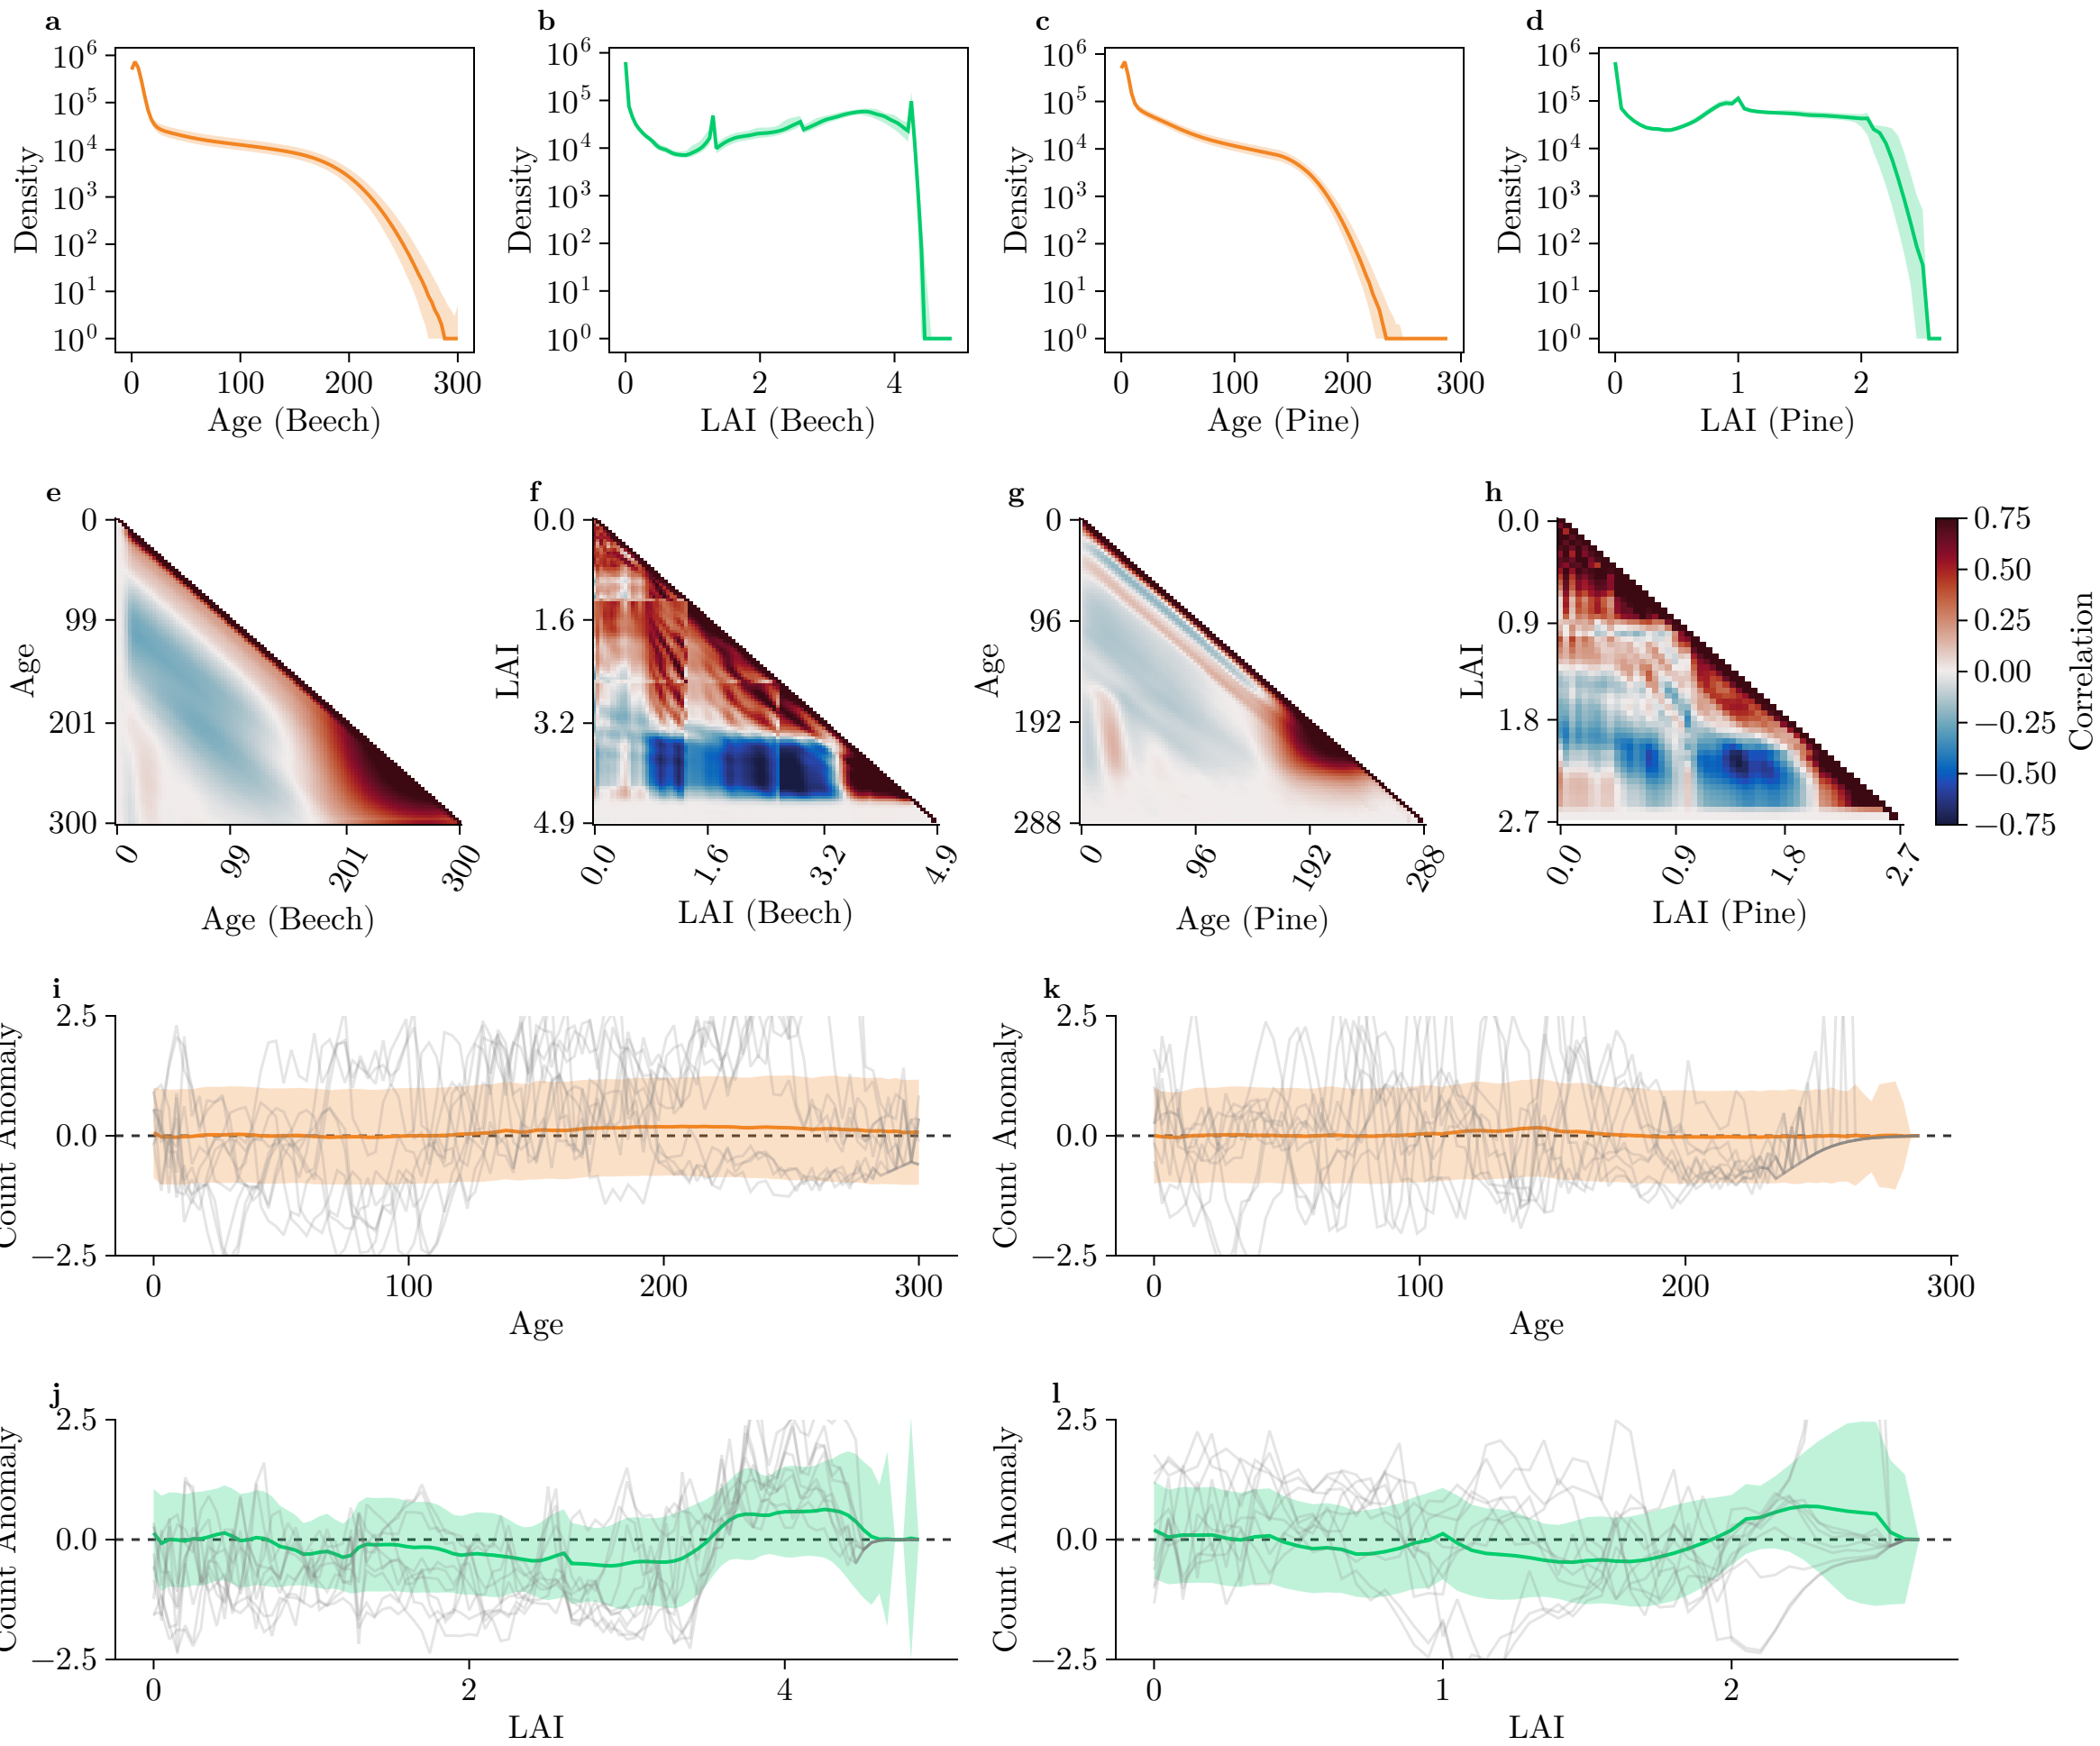 a
10^6
10^5
10^4
10^3
10^2
10^1
10^0
Density
0 100 200 300
Age (Beech)
b
10^6
10^5
10^4
10^3
10^2
10^1
10^0
Density
0 2 4
LAI (Beech)
c
10^6
10^5
10^4
10^3
10^2
10^1
10^0
Density
0 100 200 300
Age (Pine)
d
10^6
10^5
10^4
10^3
10^2
10^1
10^0
Density
0 1 2
LAI (Pine)
e
0
99
201
300
Age
0 99 201 300
Age (Beech)
f
0.0
1.6
3.2
4.9
LAI
0.0 1.6 3.2 4.9
LAI (Beech)
g
0
96
192
288
Age
0 96 192 288
Age (Pine)
h
0.0
0.9
1.8
2.7
LAI
0.0 0.9 1.8 2.7
LAI (Pine)
0.75
0.50
0.25
0.00
−0.25
−0.50
−0.75
Correlation
i
2.5
0.0
−2.5
Count Anomaly
0 100 200 300
Age
k
2.5
0.0
−2.5
Count Anomaly
0 100 200 300
Age
j
2.5
0.0
−2.5
Count Anomaly
0 2 4
LAI
l
2.5
0.0
−2.5
Count Anomaly
0 1 2
LAI